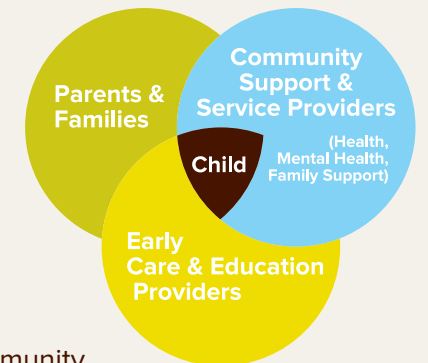 Parents &
Families
Community
Support &
Service Providers
(Health,
Mental Health,
Family Support)
Child
Early
Care & Education
Providers